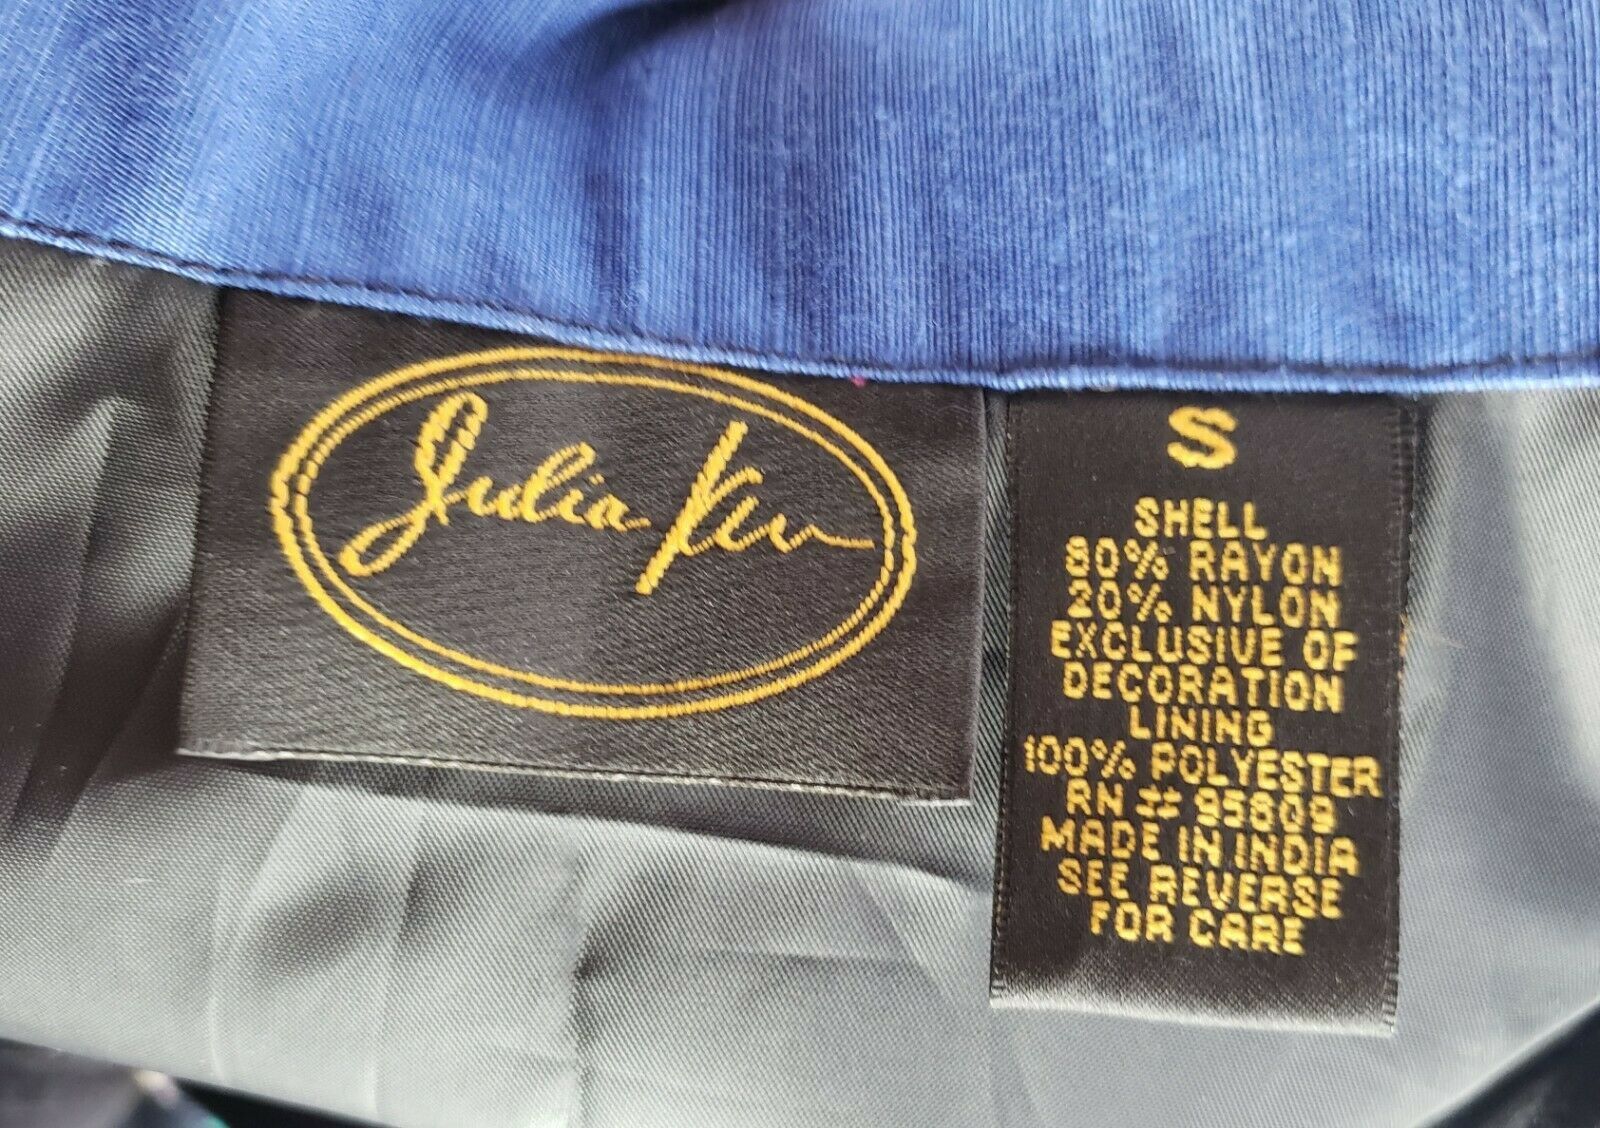 Julia Kew
S
SHELL
80% RAYON
20% NYLON
EXCLUSIVE OF
DECORATION
LINING
100% POLYESTER
RN # 95809
MADE IN INDIA
SEE REVERSE
FOR CARE